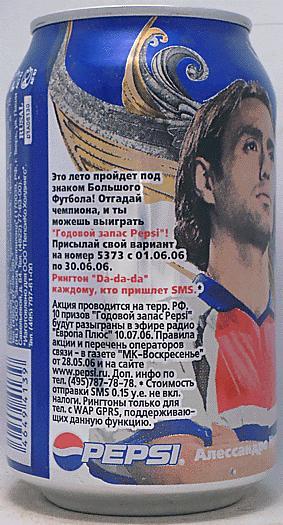 Это лето пройдет под
знаком Большого
Футбола! Отгадай
чемпиона, и ты
можешь выиграть
"Годовой запас Pepsi"!
Присылай свой вариант
на номер 5373 с 01.06.06
по 30.06.06.
Рингтон "Da-da-da"
каждому, кто пришлет SMS.
Акция проводится на терр. РФ.
10 призов "Годовой запас Pepsi"
будут разыграны в эфире радио
"Европа Плюс" 10.07.06. Правила
акции и перечень операторов
связи - в газете "МК-Воскресенье"
от 28.05.06 и на сайте
www.pepsi.ru. Доп. инфо по
тел. (495)787-78-78. • Стоимость
отправки SMS 0.15 у.е. не вкл.
налоги. Рингтоны только для
тел. с WAP GPRS, поддерживаю-
щих данную функцию.
PEPSI
Алессандро
RUSAL